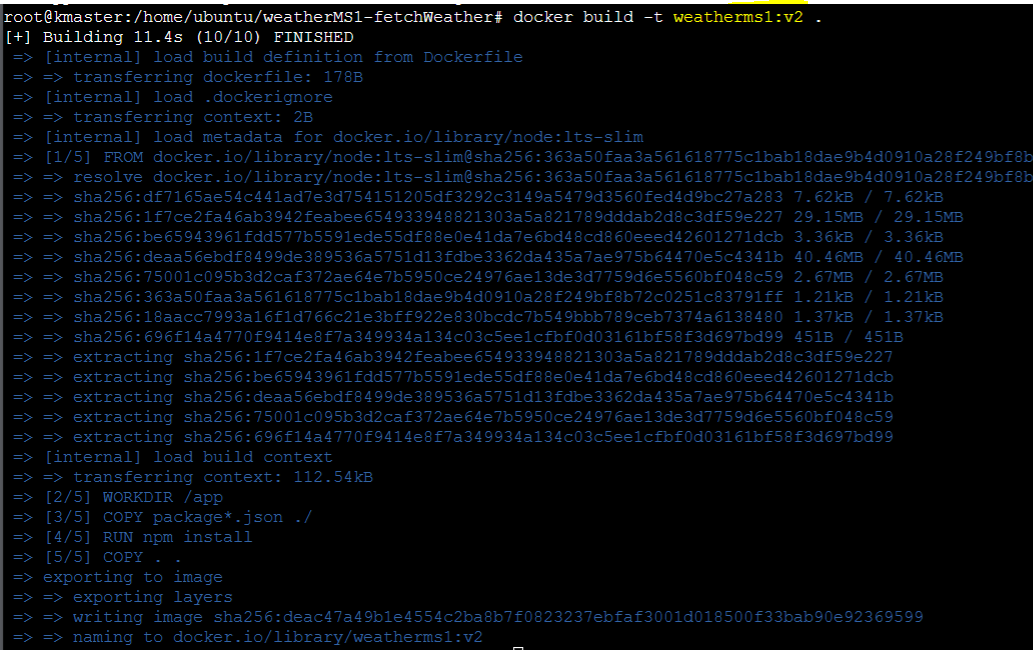 root@kmaster:/home/ubuntu/weatherMS1-fetchWeather# docker build -t weatherms1:v2 .
[+] Building 11.4s (10/10) FINISHED
=> [internal] load build definition from Dockerfile
=> => transferring dockerfile: 178B
=> [internal] load .dockerignore
=> => transferring context: 2B
=> [internal] load metadata for docker.io/library/node:lts-slim
=> [1/5] FROM docker.io/library/node:lts-slim@sha256:363a50faa3a561618775c1bab18dae9b4d0910a28f249bf8b
=> => resolve docker.io/library/node:lts-slim@sha256:363a50faa3a561618775c1bab18dae9b4d0910a28f249bf8b
=> => sha256:df7165ae54c441ad7e3d754151205df3292c3149a5479d3560fed4d9bc27a283 7.62kB / 7.62kB
=> => sha256:1f7ce2fa46ab3942feabee654933948821303a5a821789dddab2d8c3df59e227 29.15MB / 29.15MB
=> => sha256:be65943961fdd577b5591ede55df88e0e41da7e6bd48cd860eeed42601271dcb 3.36kB / 3.36kB
=> => sha256:deaa56ebdf8499de389536a5751d13fdbe3362da435a7ae975b64470e5c4341b 40.46MB / 40.46MB
=> => sha256:75001c095b3d2caf372ae64e7b5950ce24976ae13de3d7759d6e5560bf048c59 2.67MB / 2.67MB
=> => sha256:363a50faa3a561618775c1bab18dae9b4d0910a28f249bf8b72c0251c83791ff 1.21kB / 1.21kB
=> => sha256:18aacc7993a16f1d766c21e3bff922e830bcdc7b549bbb789ceb7374a6138480 1.37kB / 1.37kB
=> => sha256:696f14a4770f9414e8f7a349934a134c03c5ee1cfbf0d03161bf58f3d697bd99 451B / 451B
=> => extracting sha256:1f7ce2fa46ab3942feabee654933948821303a5a821789dddab2d8c3df59e227
=> => extracting sha256:be65943961fdd577b5591ede55df88e0e41da7e6bd48cd860eeed42601271dcb
=> => extracting sha256:deaa56ebdf8499de389536a5751d13fdbe3362da435a7ae975b64470e5c4341b
=> => extracting sha256:75001c095b3d2caf372ae64e7b5950ce24976ae13de3d7759d6e5560bf048c59
=> => extracting sha256:696f14a4770f9414e8f7a349934a134c03c5ee1cfbf0d03161bf58f3d697bd99
=> [internal] load build context
=> => transferring context: 112.54kB
=> [2/5] WORKDIR /app
=> [3/5] COPY package*.json ./
=> [4/5] RUN npm install
=> [5/5] COPY . .
=> exporting to image
=> => exporting layers
=> => writing image sha256:deac47a49b1e4554c2ba8b7f0823237ebfaf3001d018500f33bab90e92369599
=> => naming to docker.io/library/weatherms1:v2